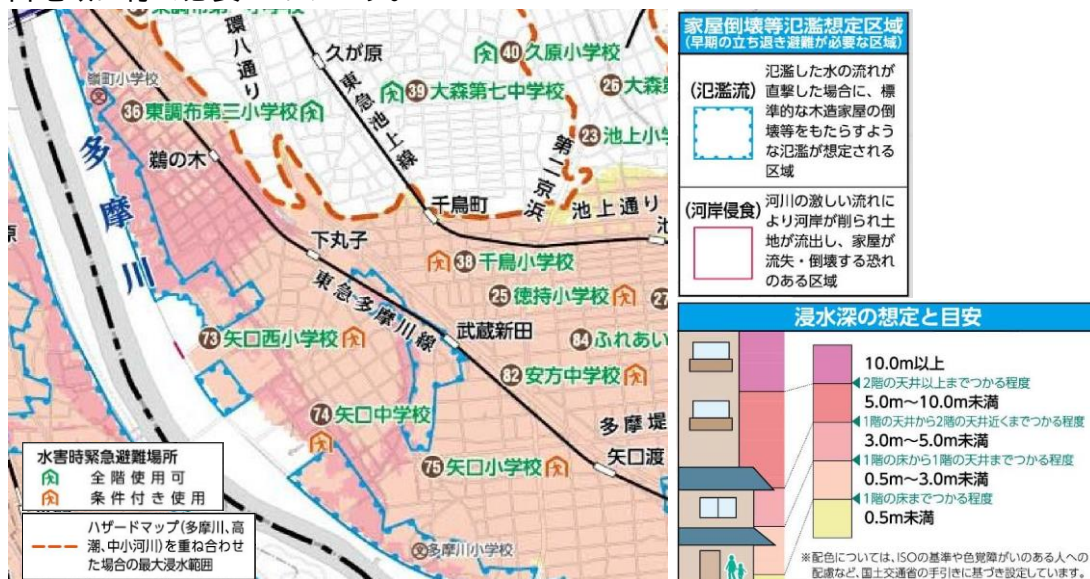 環八通り
久が原
東急池上線
40 久原小学校
39 大森第七中学校
嶺町小学校
36 東調布第三小学校
23 池上小
第二京浜
多摩川
鵜の木
千鳥町
池上通り
下丸子
38 千鳥小学校
東急多摩川線
25 徳持小学校
27
73 矢口西小学校
武蔵新田
84 ふれあい
82 安方中学校
74 矢口中学校
多摩堤
75 矢口小学校
矢口渡
多摩川小学校
水害時緊急避難場所
全階使用可
条件付き使用
ハザードマップ(多摩川、高
潮、中小河川)を重ね合わせ
た場合の最大浸水範囲
家屋倒壊等氾濫想定区域
(早期の立ち退き避難が必要な区域)
(氾濫流)
氾濫した水の流れが
直撃した場合に、標
準的な木造家屋の倒
壊等をもたらすよう
な氾濫が想定される
区域
(河岸侵食)
河川の激しい流れに
より河岸が削られ土
地が流出し、家屋が
流失・倒壊する恐れ
のある区域
浸水深の想定と目安
10.0m以上
2階の天井以上までつかる程度
5.0m〜10.0m未満
1階の天井から2階の天井近くまでつかる程度
3.0m〜5.0m未満
1階の床から1階の天井までつかる程度
0.5m〜3.0m未満
1階の床までつかる程度
0.5m未満
※配色については、ISOの基準や色覚障がいのある人への
配慮など、国土交通省の手引きに基づき設定しています。